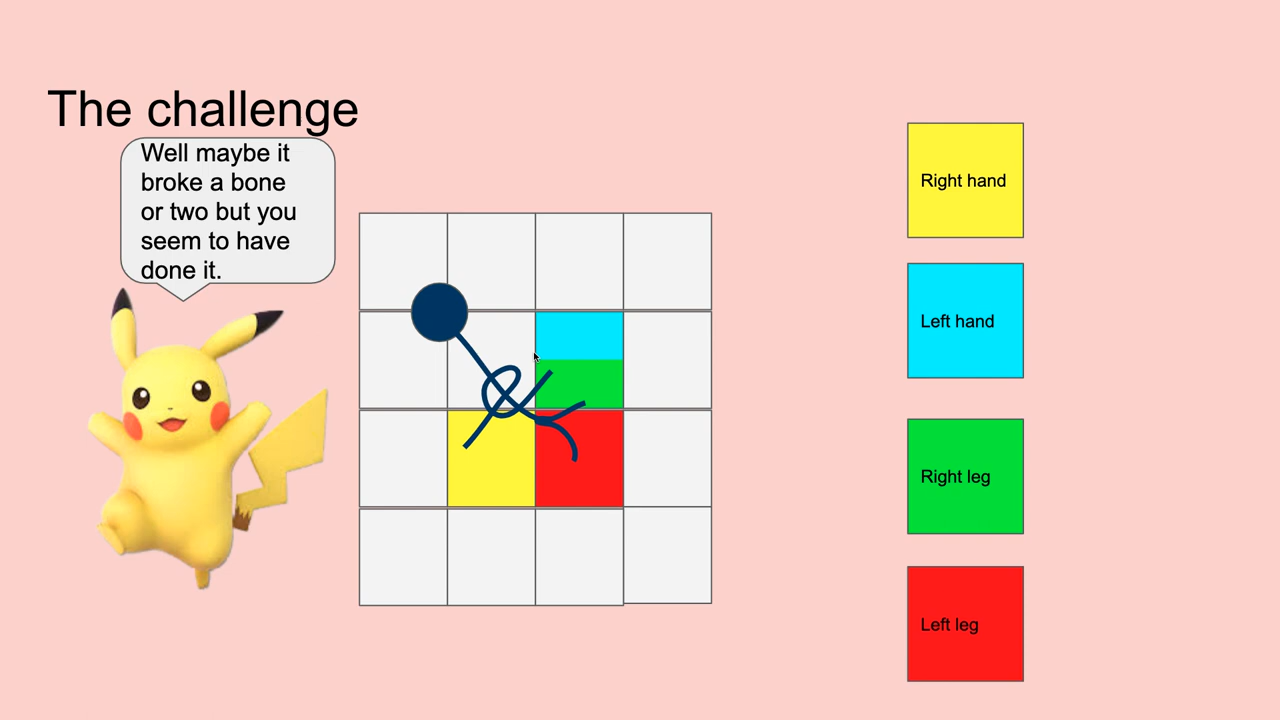 The challenge
Well maybe it
broke a bone
or two but you
seem to have
done it.
Right hand
Left hand
Right leg
Left leg